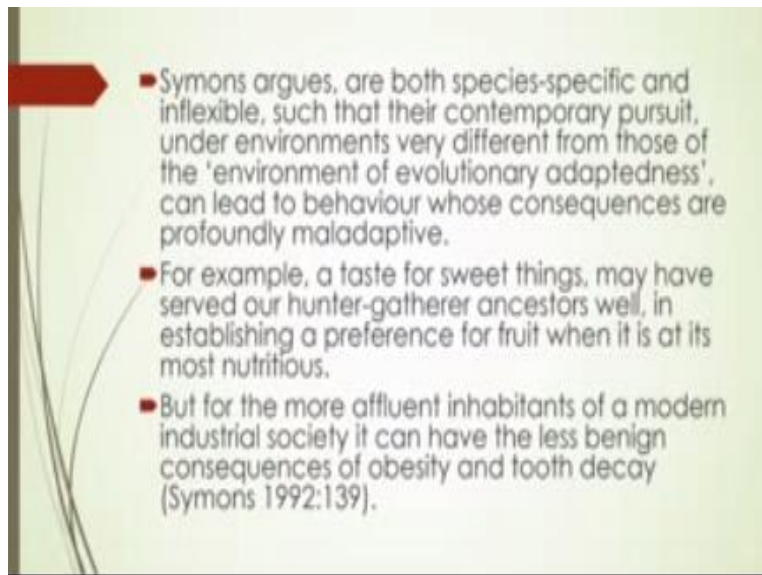 Symons argues, are both species-specific and
inflexible, such that their contemporary pursuit,
under environments very different from those of
the 'environment of evolutionary adaptedness',
can lead to behaviour whose consequences are
profoundly maladaptive.
For example, a taste for sweet things, may have
served our hunter-gatherer ancestors well, in
establishing a preference for fruit when it is at its
most nutritious.
But for the more affluent inhabitants of a modern
industrial society it can have the less benign
consequences of obesity and tooth decay
(Symons 1992:139).